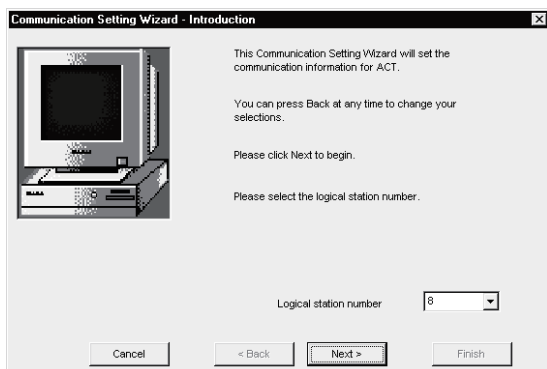 Communication Setting Wizard - Introduction
This Communication Setting Wizard will set the
communication information for ACT.
You can press Back at any time to change your
selections.
Please click Next to begin.
Please select the logical station number.
Logical station number 8
Cancel < Back Next > Finish